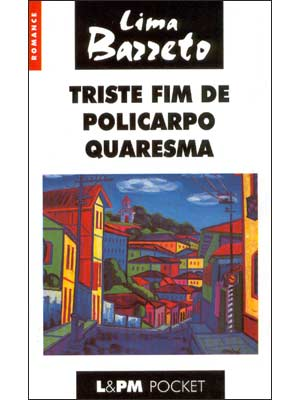 ROMANCE
Lima
Barreto
TRISTE FIM DE
POLICARPO
QUARESMA
L&PM POCKET